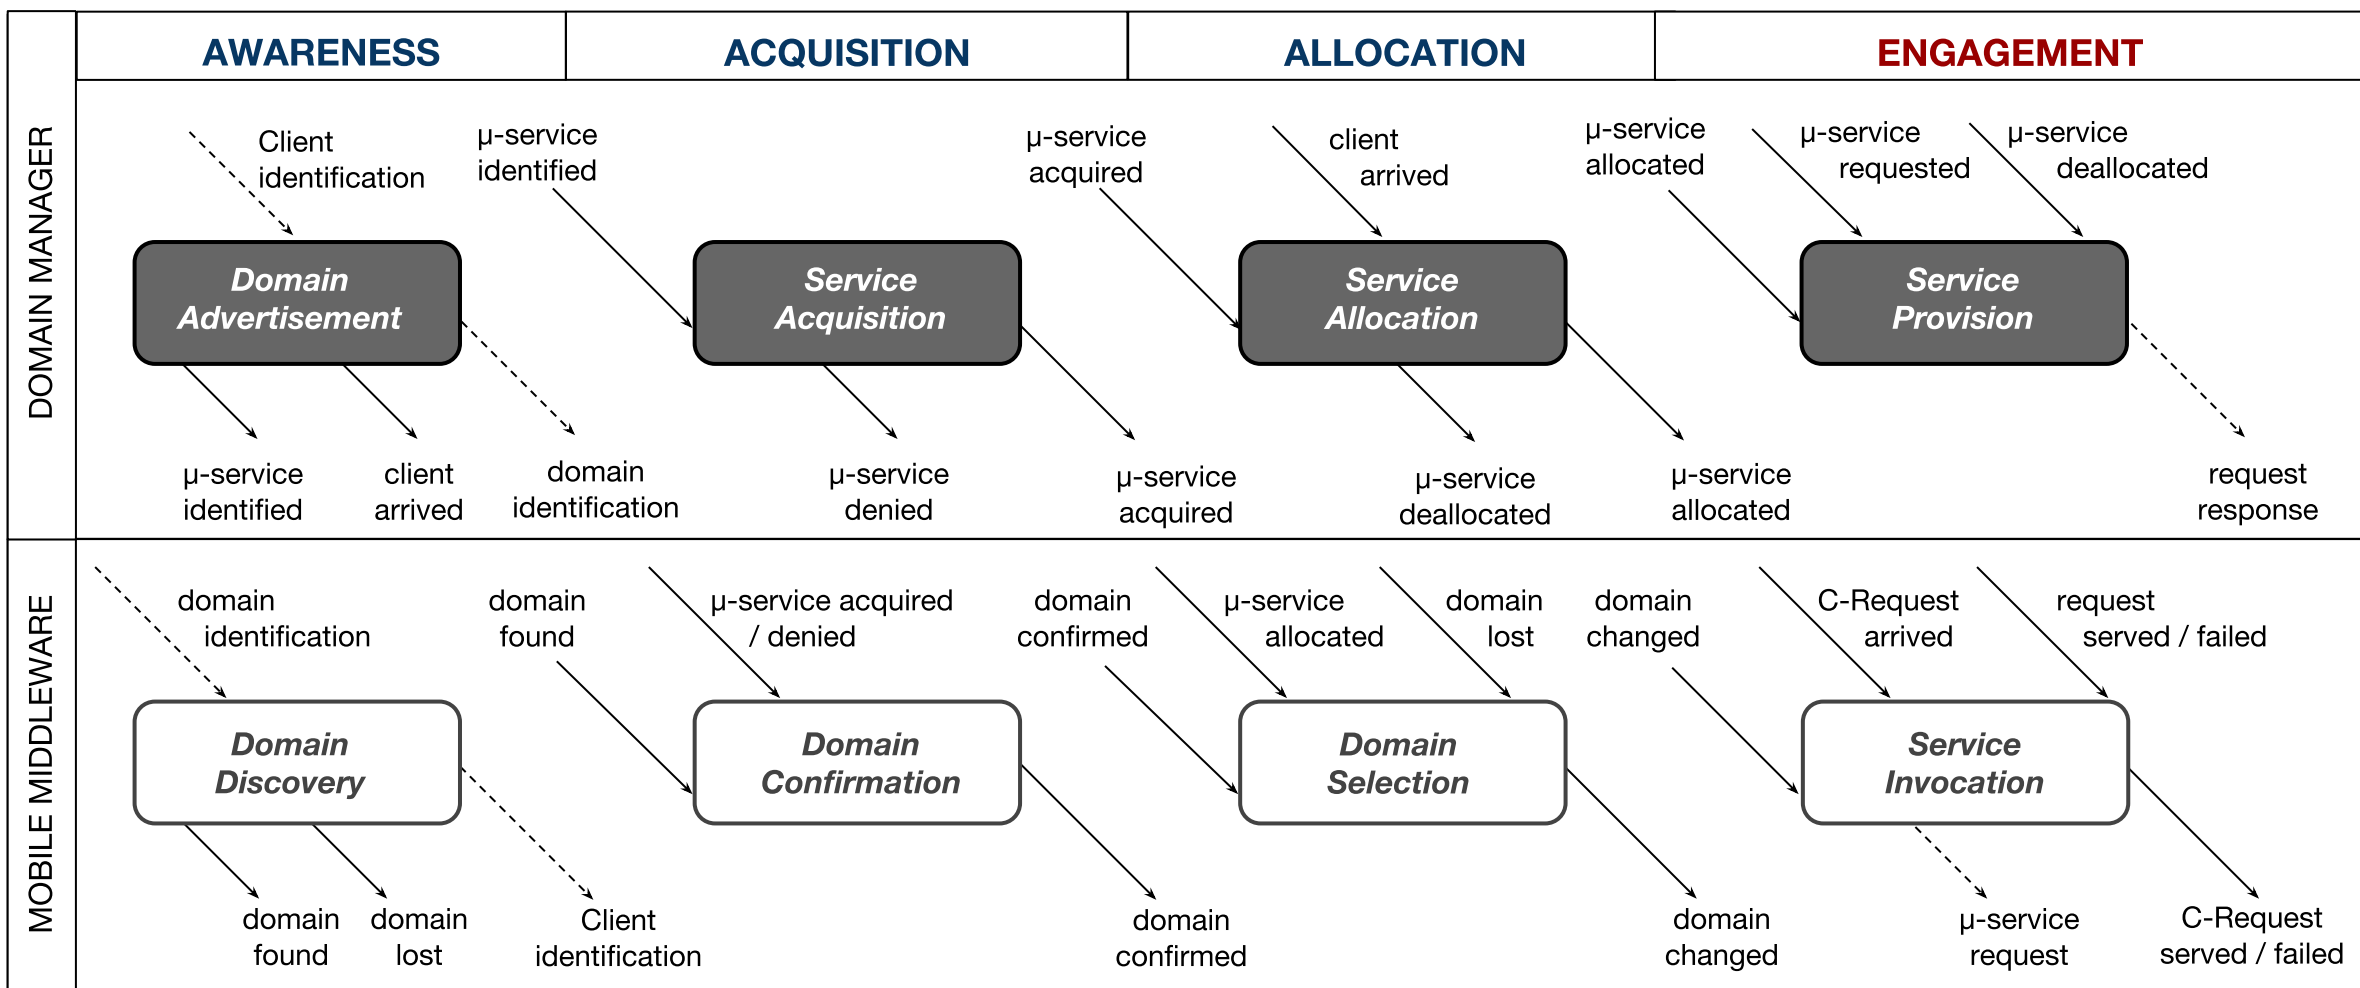 AWARENESS
ACQUISITION
ALLOCATION
ENGAGEMENT
DOMAIN MANAGER
Client
identification
µ-service
identified
µ-service
acquired
client
arrived
µ-service
allocated
µ-service
requested
µ-service
deallocated
Domain
Advertisement
Service
Acquisition
Service
Allocation
Service
Provision
µ-service
identified
client
arrived
domain
identification
µ-service
denied
µ-service
acquired
µ-service
deallocated
µ-service
allocated
request
response
MOBILE MIDDLEWARE
domain
identification
domain
found
µ-service acquired
/ denied
domain
confirmed
µ-service
allocated
domain
lost
domain
changed
C-Request
arrived
request
served / failed
Domain
Discovery
Domain
Confirmation
Domain
Selection
Service
Invocation
domain
found
domain
lost
Client
identification
domain
confirmed
domain
changed
µ-service
request
C-Request
served / failed